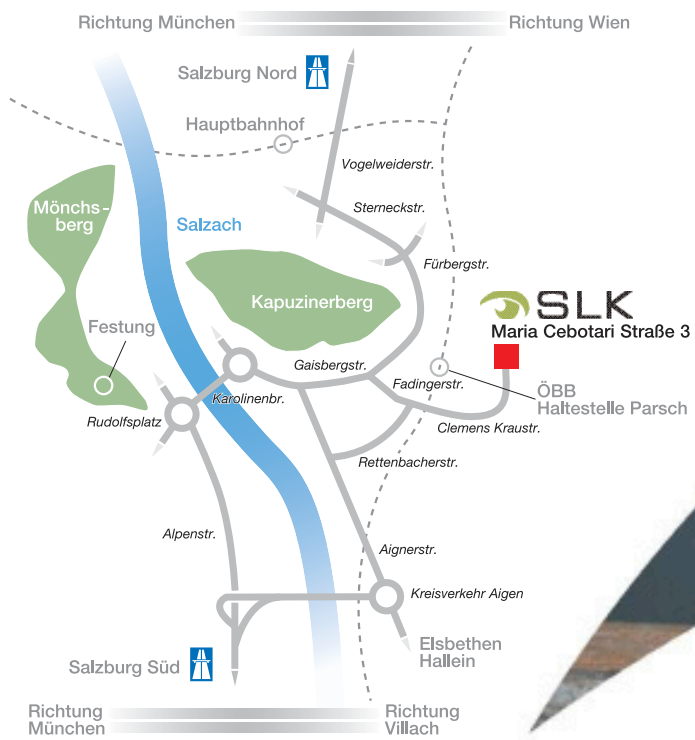 Richtung München
Richtung Wien
Salzburg Nord
Hauptbahnhof
Vogelweiderstr.
Sterneckstr.
Mönchs-
berg
Salzach
Fürbergstr.
Kapuzinerberg
SLK
Maria Cebotari Straße 3
Festung
Gaisbergstr.
Fadingerstr.
ÖBB
Haltestelle Parsch
Karolinenbr.
Rudolfsplatz
Clemens Kraustr.
Rettenbacherstr.
Alpenstr.
Aignerstr.
Kreisverkehr Aigen
Elsbethen
Hallein
Salzburg Süd
Richtung
München
Richtung
Villach